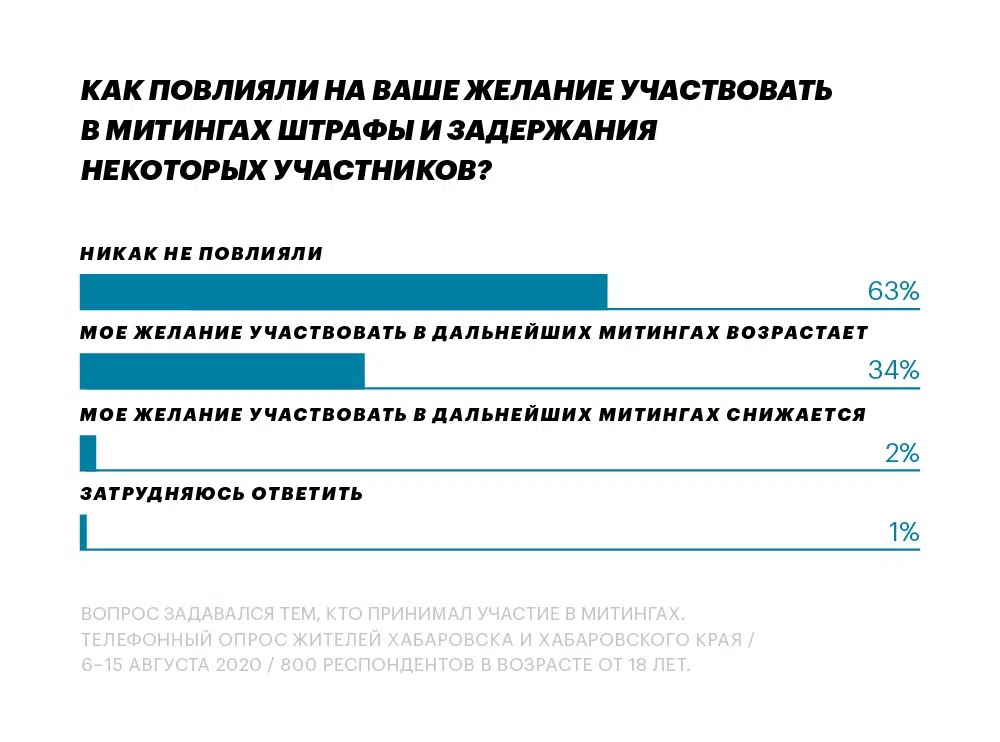 КАК ПОВЛИЯЛИ НА ВАШЕ ЖЕЛАНИЕ УЧАСТВОВАТЬ
В МИТИНГАХ ШТРАФЫ И ЗАДЕРЖАНИЯ
НЕКОТОРЫХ УЧАСТНИКОВ?
НИКАК НЕ ПОВЛИЯЛИ
63%
МОЕ ЖЕЛАНИЕ УЧАСТВОВАТЬ В ДАЛЬНЕЙШИХ МИТИНГАХ ВОЗРАСТАЕТ
34%
МОЕ ЖЕЛАНИЕ УЧАСТВОВАТЬ В ДАЛЬНЕЙШИХ МИТИНГАХ СНИЖАЕТСЯ
2%
ЗАТРУДНЯЮСЬ ОТВЕТИТЬ
1%
ВОПРОС ЗАДАВАЛСЯ ТЕМ, КТО ПРИНИМАЛ УЧАСТИЕ В МИТИНГАХ.
ТЕЛЕФОННЫЙ ОПРОС ЖИТЕЛЕЙ ХАБАРОВСКА И ХАБАРОВСКОГО КРАЯ /
6–15 АВГУСТА 2020 / 800 РЕСПОНДЕНТОВ В ВОЗРАСТЕ ОТ 18 ЛЕТ.